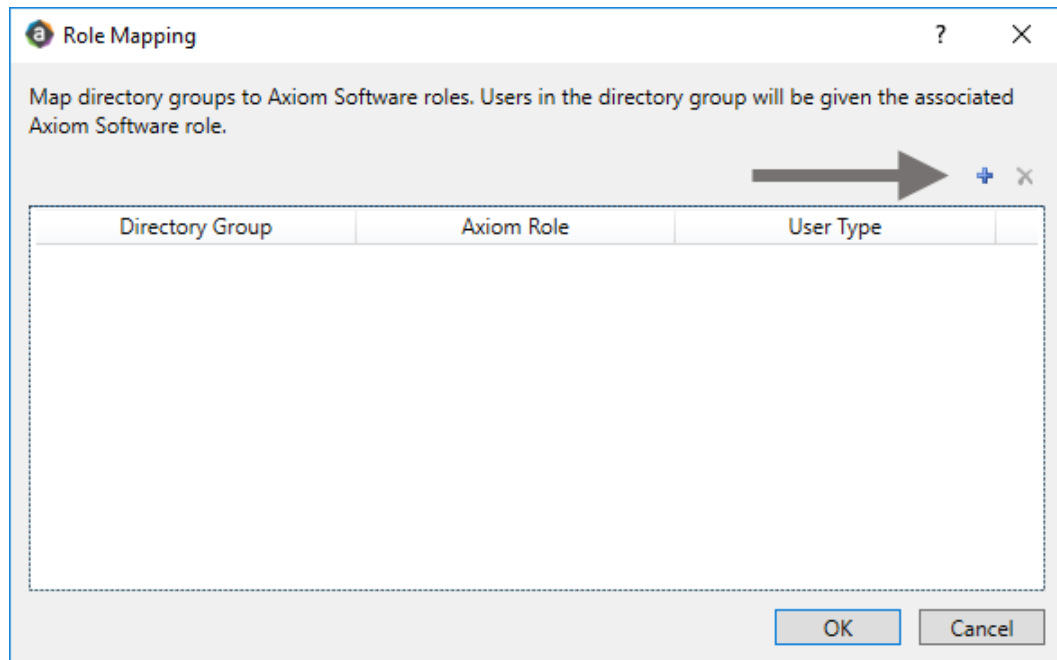 Role Mapping
?
Map directory groups to Axiom Software roles. Users in the directory group will be given the associated
Axiom Software role.
Directory Group Axiom Role User Type
OK Cancel